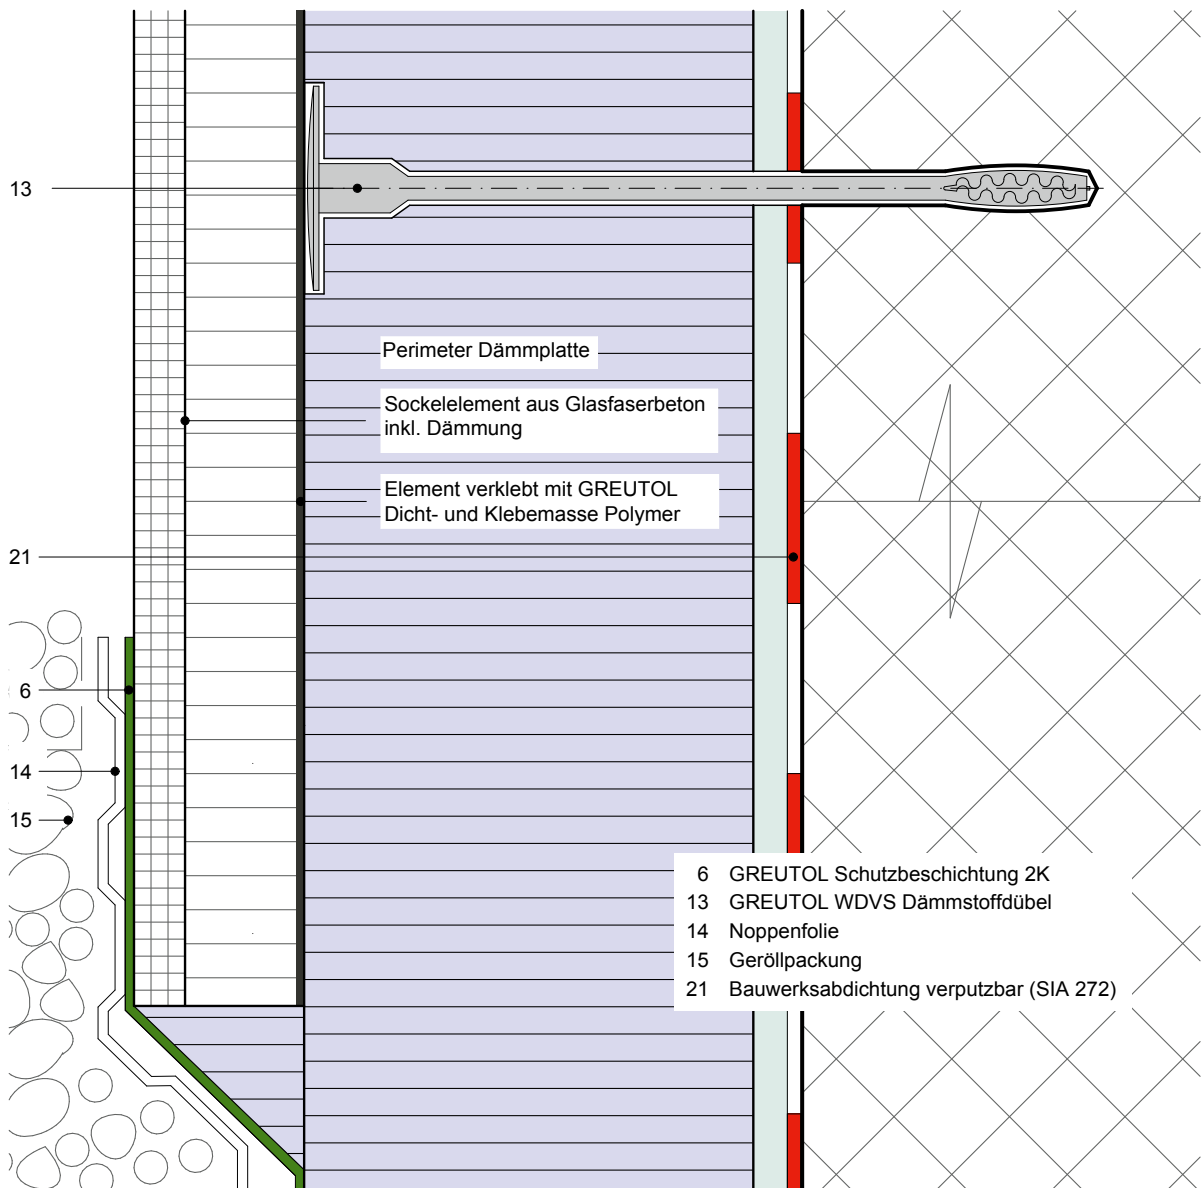 13
Perimeter Dämmplatte
Sockelelement aus Glasfaserbeton
inkl. Dämmung
Element verklebt mit GREUTOL
Dicht- und Klebemasse Polymer
21
6
14
15
6 GREUTOL Schutzbeschichtung 2K
13 GREUTOL WDVS Dämmstoffdübel
14 Noppenfolie
15 Geröllpackung
21 Bauwerksabdichtung verputzbar (SIA 272)